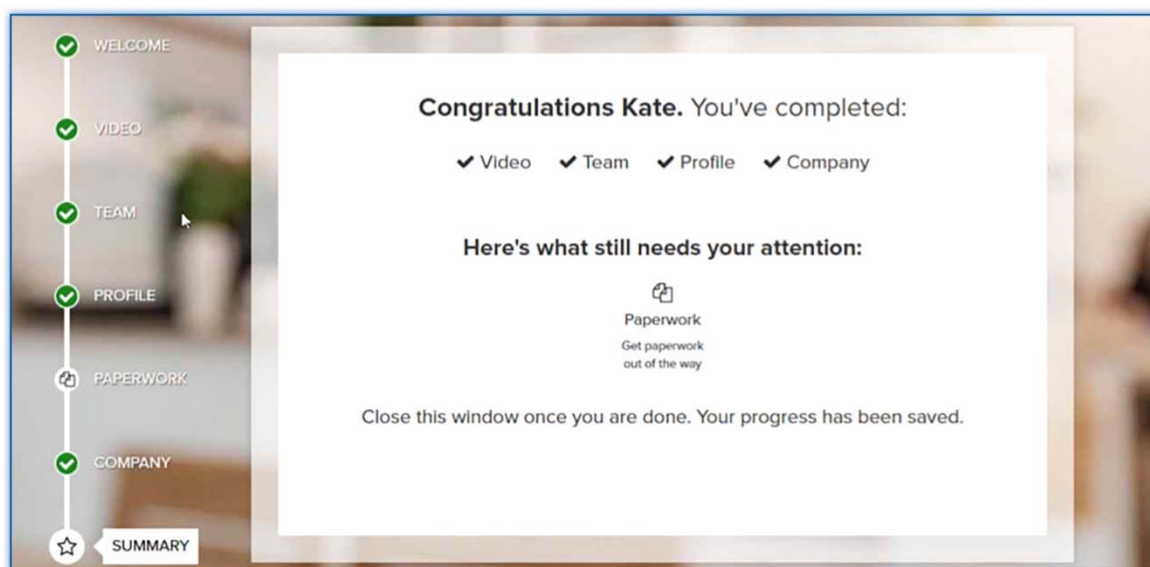 WELCOME
VIDEO
TEAM
PROFILE
PAPERWORK
COMPANY
SUMMARY
Congratulations Kate. You've completed:
Video Team Profile Company
Here's what still needs your attention:
Paperwork
Get paperwork
out of the way
Close this window once you are done. Your progress has been saved.